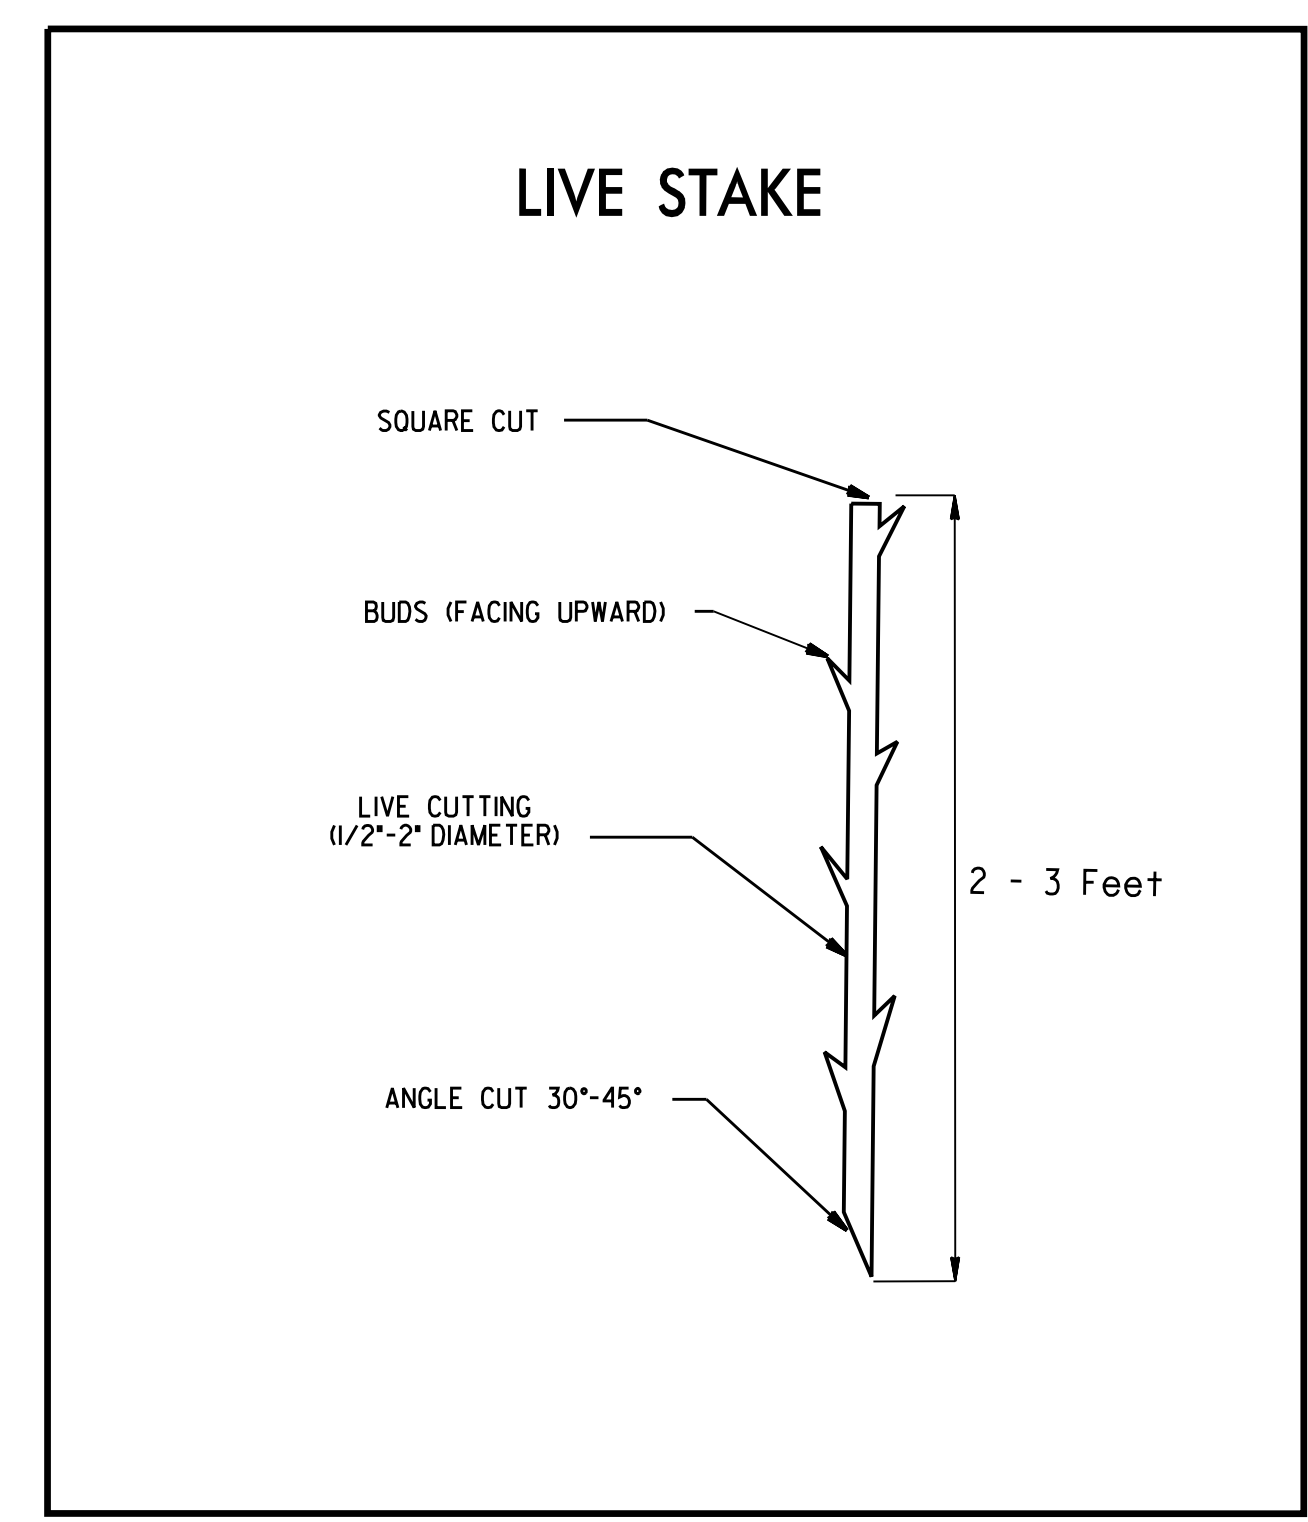 LIVE STAKE
SQUARE CUT
BUDS (FACING UPWARD)
LIVE CUTTING
(1/2"-2" DIAMETER)
2 - 3 Feet
ANGLE CUT 30°-45°